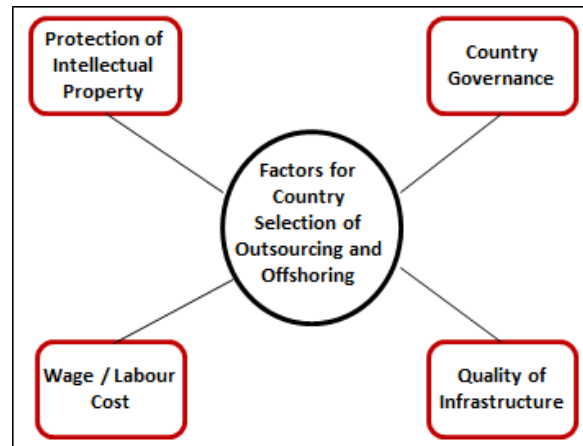 Protection of
Intellectual
Property
Country
Governance
Factors for
Country
Selection of
Outsourcing and
Offshoring
Wage / Labour
Cost
Quality of
Infrastructure